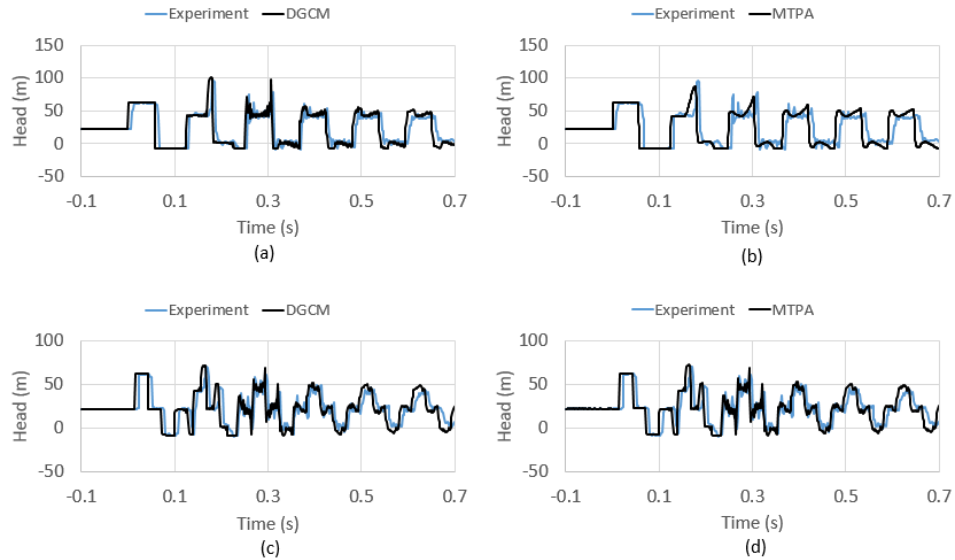 Experiment DGCM
Experiment MTPA
150
100
50
0
-50
Head (m)
-0.1 0.1 0.3 0.5 0.7
Time (s)
(a)
150
100
50
0
-50
Head (m)
-0.1 0.1 0.3 0.5 0.7
Time (s)
(b)
Experiment DGCM
Experiment MTPA
100
50
0
-50
Head (m)
-0.1 0.1 0.3 0.5 0.7
Time (s)
(c)
100
50
0
-50
Head (m)
-0.1 0.1 0.3 0.5 0.7
Time (s)
(d)